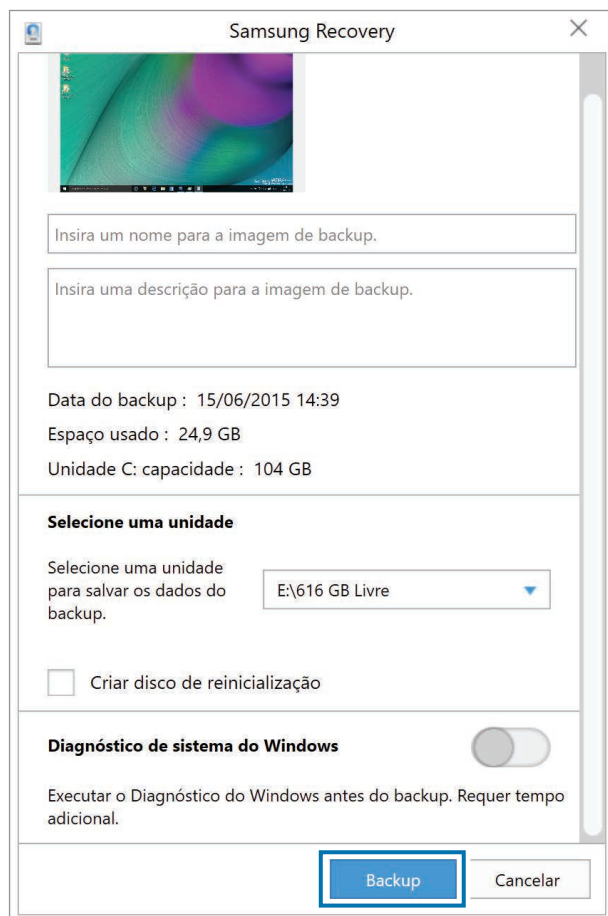 Samsung Recovery
Insira um nome para a imagem de backup.
Insira uma descrição para a imagem de backup.
Data do backup : 15/06/2015 14:39
Espaço usado : 24,9 GB
Unidade C: capacidade : 104 GB
Selecione uma unidade
Selecione uma unidade
para salvar os dados do
backup.
E:\616 GB Livre
Criar disco de reinicialização
Diagnóstico de sistema do Windows
Executar o Diagnóstico do Windows antes do backup. Requer tempo
adicional.
Backup
Cancelar